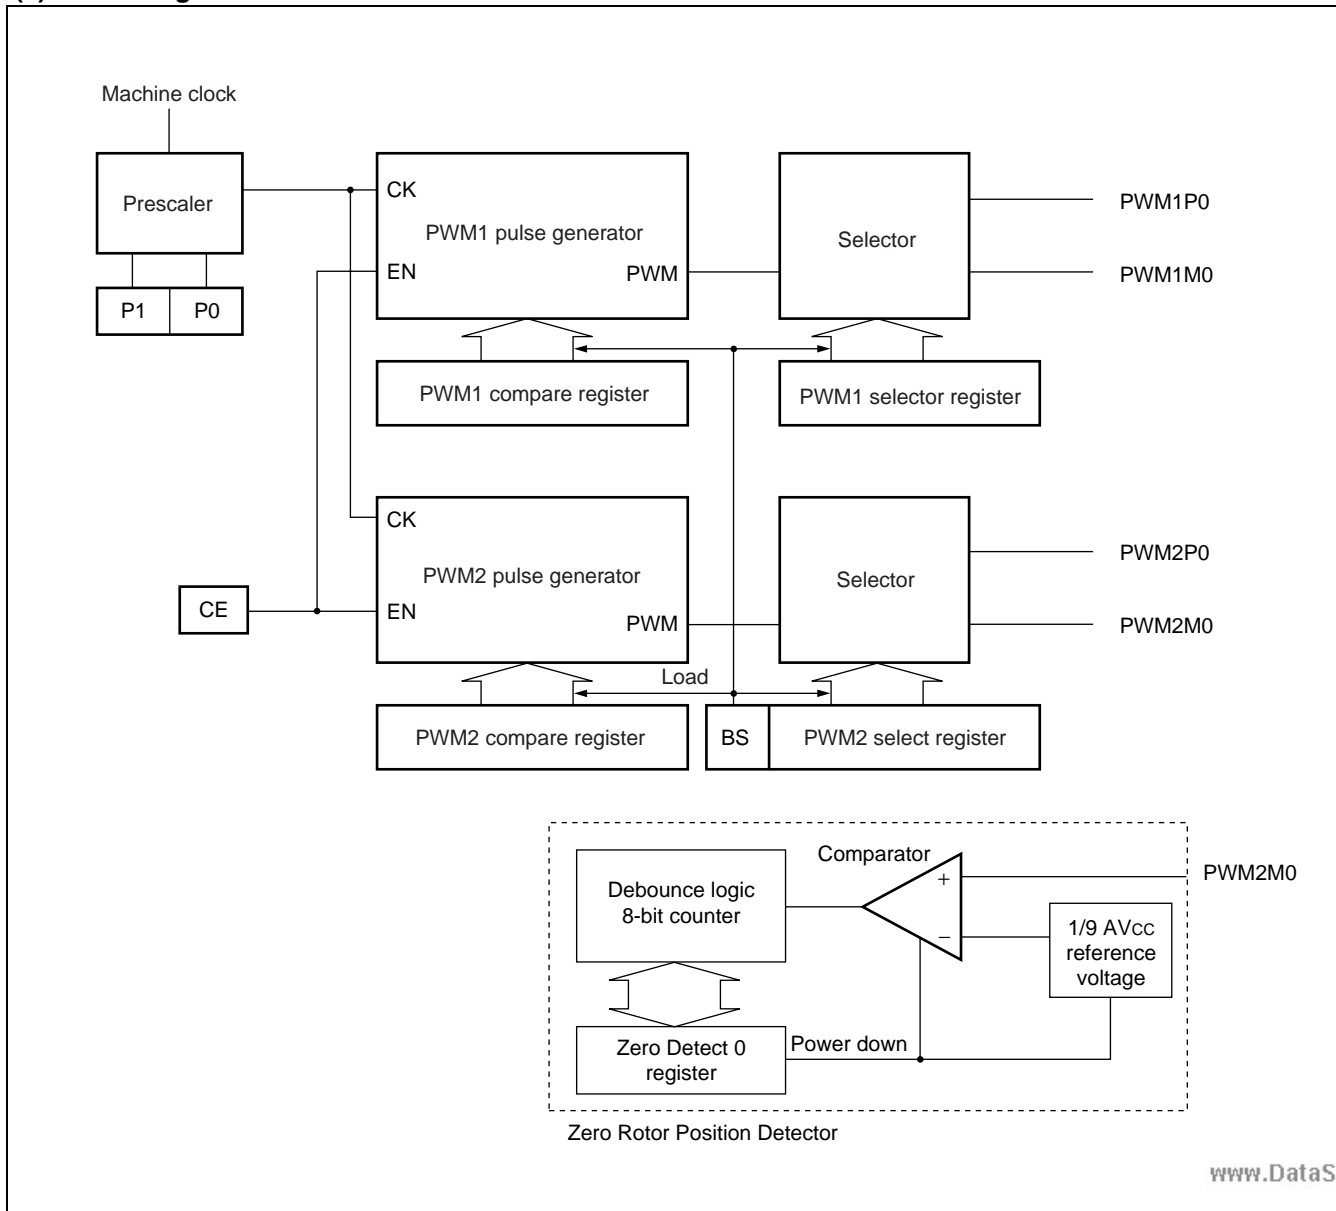 Machine clock
Prescaler
P1
P0
CK
PWM1 pulse generator
EN
PWM
Selector
PWM1P0
PWM1M0
PWM1 compare register
PWM1 selector register
CK
PWM2 pulse generator
CE
EN
PWM
Selector
PWM2P0
PWM2M0
Load
PWM2 compare register
BS
PWM2 select register
Comparator
Debounce logic
8-bit counter
+
−
PWM2M0
1/9 AVCC
reference
voltage
Zero Detect 0
register
Power down
Zero Rotor Position Detector
www.DataS